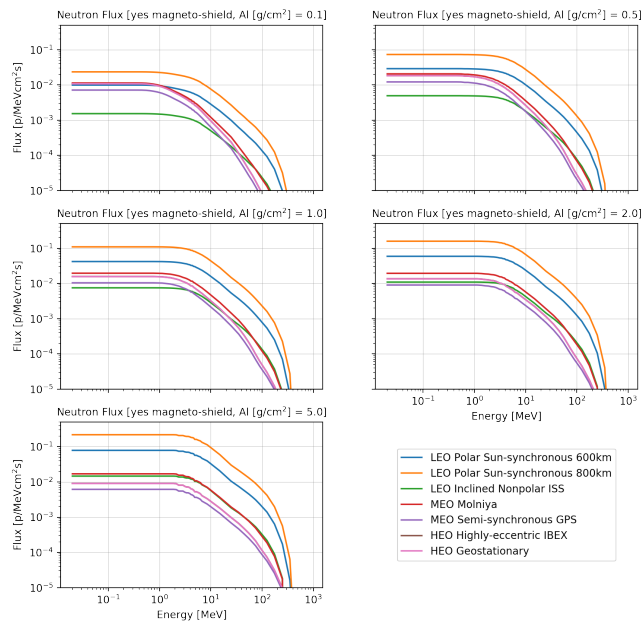 Neutron Flux [yes magneto-shield, Al [g/cm²] = 0.1]
Neutron Flux [yes magneto-shield, Al [g/cm²] = 0.5]
Flux [p/MeVcm²s]
10⁻¹
10⁻²
10⁻³
10⁻⁴
10⁻⁵
Neutron Flux [yes magneto-shield, Al [g/cm²] = 1.0]
Neutron Flux [yes magneto-shield, Al [g/cm²] = 2.0]
Flux [p/MeVcm²s]
10⁻¹
10⁻²
10⁻³
10⁻⁴
10⁻⁵
10⁻¹ 10⁰ 10¹ 10² 10³
Energy [MeV]
Neutron Flux [yes magneto-shield, Al [g/cm²] = 5.0]
Flux [p/MeVcm²s]
10⁻¹
10⁻²
10⁻³
10⁻⁴
10⁻⁵
10⁻¹ 10⁰ 10¹ 10² 10³
Energy [MeV]
LEO Polar Sun-synchronous 600km
LEO Polar Sun-synchronous 800km
LEO Inclined Nonpolar ISS
MEO Molniya
MEO Semi-synchronous GPS
HEO Highly-eccentric IBEX
HEO Geostationary